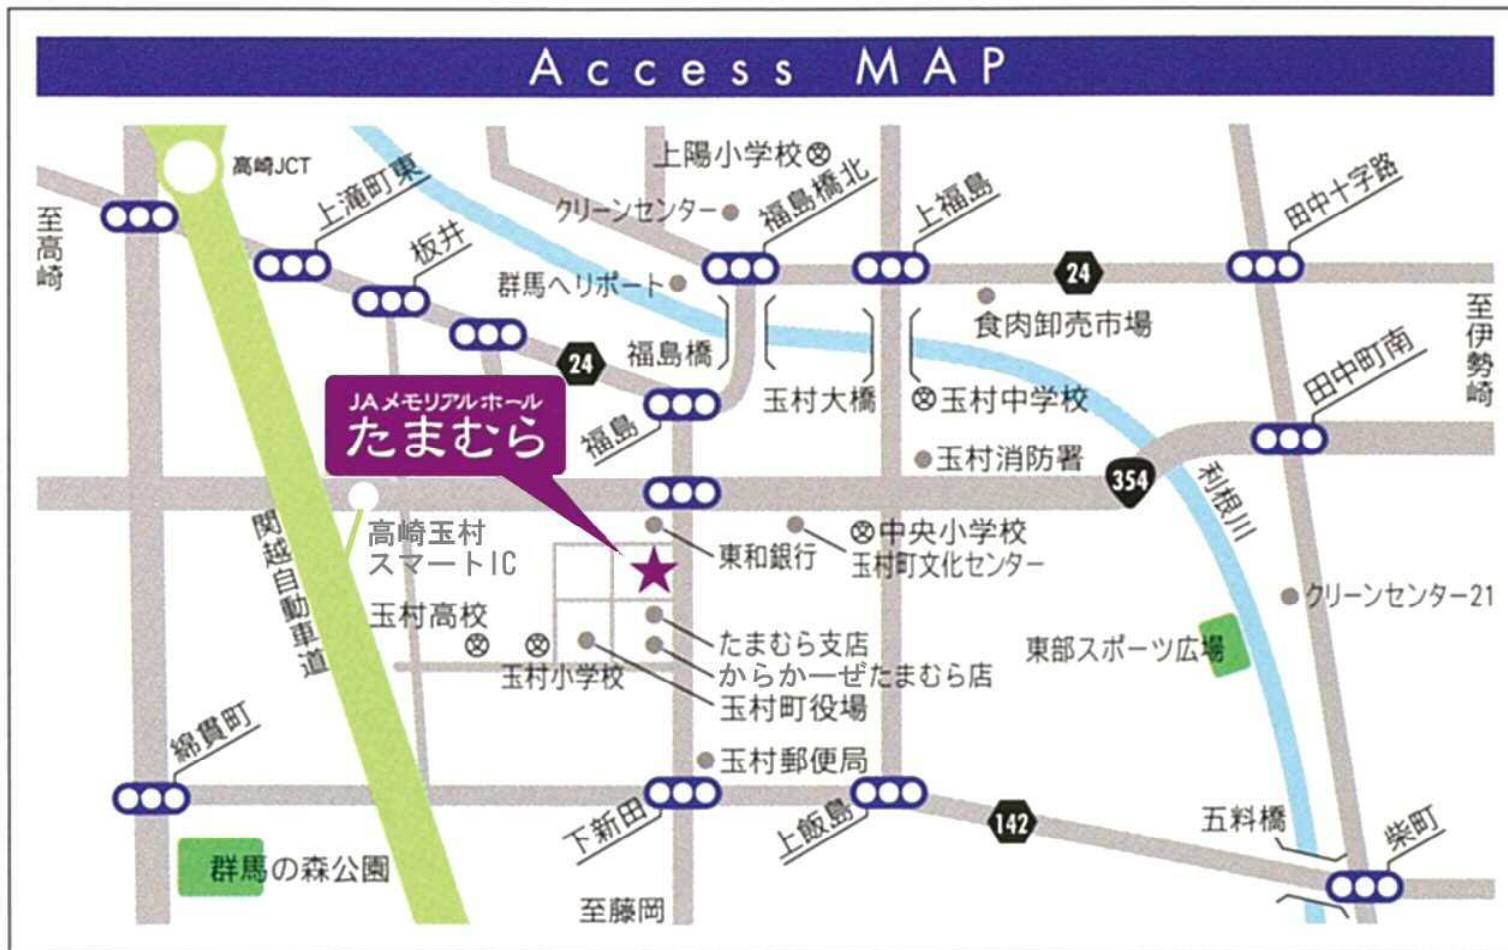 Access MAP
高崎JCT
上滝町東
板井
至高崎
上陽小学校
クリーンセンター
福島橋北
上福島
田中十字路
24
群馬ヘリポート
食肉卸売市場
至伊勢崎
24
福島橋
玉村大橋
玉村中学校
田中町南
JAメモリアルホール
たまむら
福島
玉村消防署
354
利根川
関越自動車道
高崎玉村
スマートIC
東和銀行
中央小学校
玉村町文化センター
クリーンセンター21
玉村高校
たまむら支店
東部スポーツ広場
玉村小学校
からかーぜたまむら店
玉村町役場
綿貫町
玉村郵便局
下新田
上飯島
142
五料橋
柴町
群馬の森公園
至藤岡